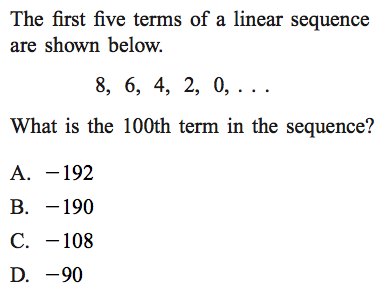 The first five terms of a linear sequence
are shown below.
8, 6, 4, 2, 0, . . .
What is the 100th term in the sequence?
A. −192
B. −190
C. −108
D. −90